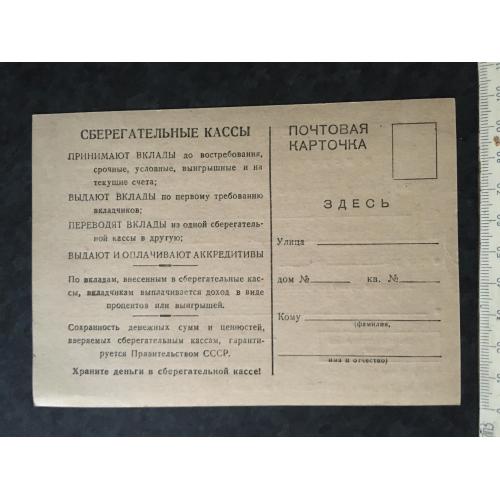 СБЕРЕГАТЕЛЬНЫЕ КАССЫ
ПРИНИМАЮТ ВКЛАДЫ до востребования,
срочные, условные, выигрышные и на
текущие счета;
ВЫДАЮТ ВКЛАДЫ по первому требованию
вкладчиков;
ПЕРЕВОДЯТ ВКЛАДЫ из одной сберегатель-
ной кассы в другую;
ВЫДАЮТ И ОПЛАЧИВАЮТ АККРЕДИТИВЫ
По вкладам, внесенным в сберегательные кас-
сы, вкладчикам выплачивается доход в виде
процентов или выигрышей.
Сохранность денежных сумм и ценностей,
вверяемых сберегательным кассам, гаранти-
руется Правительством СССР.
Храните деньги в сберегательной кассе!
ПОЧТОВАЯ
КАРТОЧКА
ЗДЕСЬ
Улица
дом № кв. №
Кому
(фамилия,
имя и отчество)